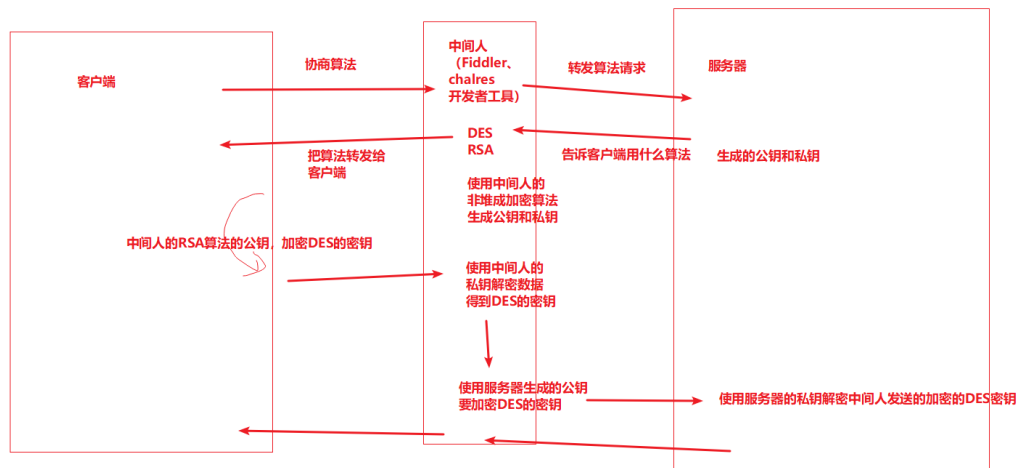 客户端
协商算法
中间人
（Fiddler、
chalres
开发者工具）
转发算法请求
服务器
DES
RSA
把算法转发给
客户端
告诉客户端用什么算法
生成的公钥和私钥
使用中间人的
非堆成加密算法
生成公钥和私钥
中间人的RSA算法的公钥，加密DES的密钥
使用中间人的
私钥解密数据
得到DES的密钥
使用服务器生成的公钥
要加密DES的密钥
使用服务器的私钥解密中间人发送的加密的DES密钥